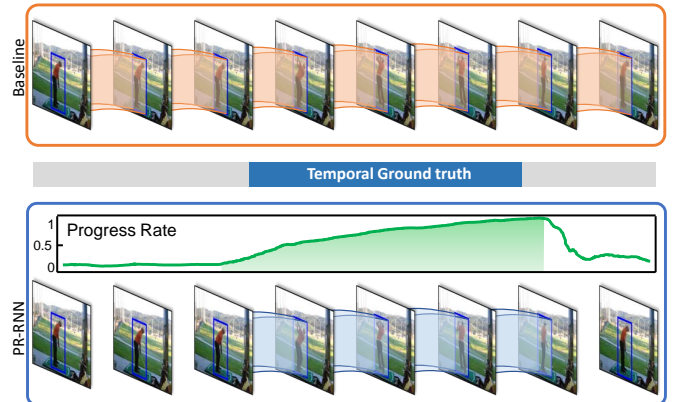 Baseline
Temporal Ground truth
Progress Rate
1
0.5
0
PR-RNN